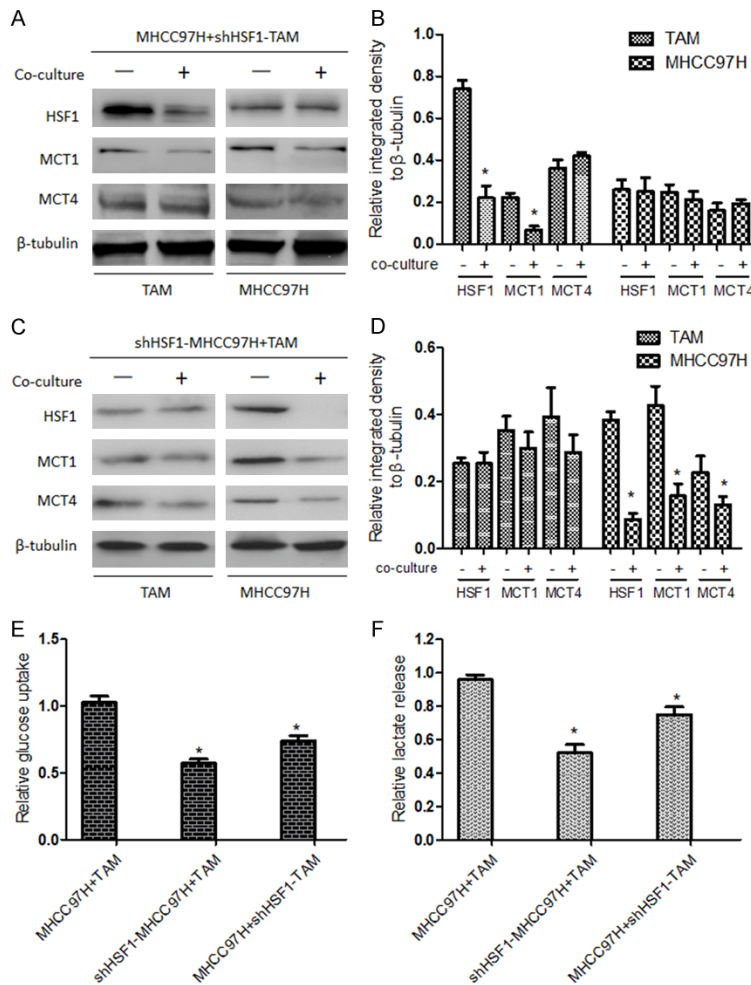 A
MHCC97H+shHSF1-TAM
Co-culture — + — +
HSF1
MCT1
MCT4
β-tubulin
TAM MHCC97H
B
TAM
MHCC97H
Relative integrated density
to β-tubulin
0.0
0.2
0.4
0.6
0.8
1.0
*
*
co-culture - + - + - + - + - + - +
HSF1 MCT1 MCT4 HSF1 MCT1 MCT4
C
shHSF1-MHCC97H+TAM
Co-culture — + — +
HSF1
MCT1
MCT4
β-tubulin
TAM MHCC97H
D
TAM
MHCC97H
Relative integrated density
to β-tubulin
0.0
0.2
0.4
0.6
*
*
*
co-culture - + - + - + - + - + - +
HSF1 MCT1 MCT4 HSF1 MCT1 MCT4
E
Relative glucose uptake
0.0
0.5
1.0
1.5
*
*
MHCC97H+TAM
shHSF1-MHCC97H+TAM
MHCC97H+shHSF1-TAM
F
Relative lactate release
0.0
0.2
0.4
0.6
0.8
1.0
1.2
*
*
MHCC97H+TAM
shHSF1-MHCC97H+TAM
MHCC97H+shHSF1-TAM